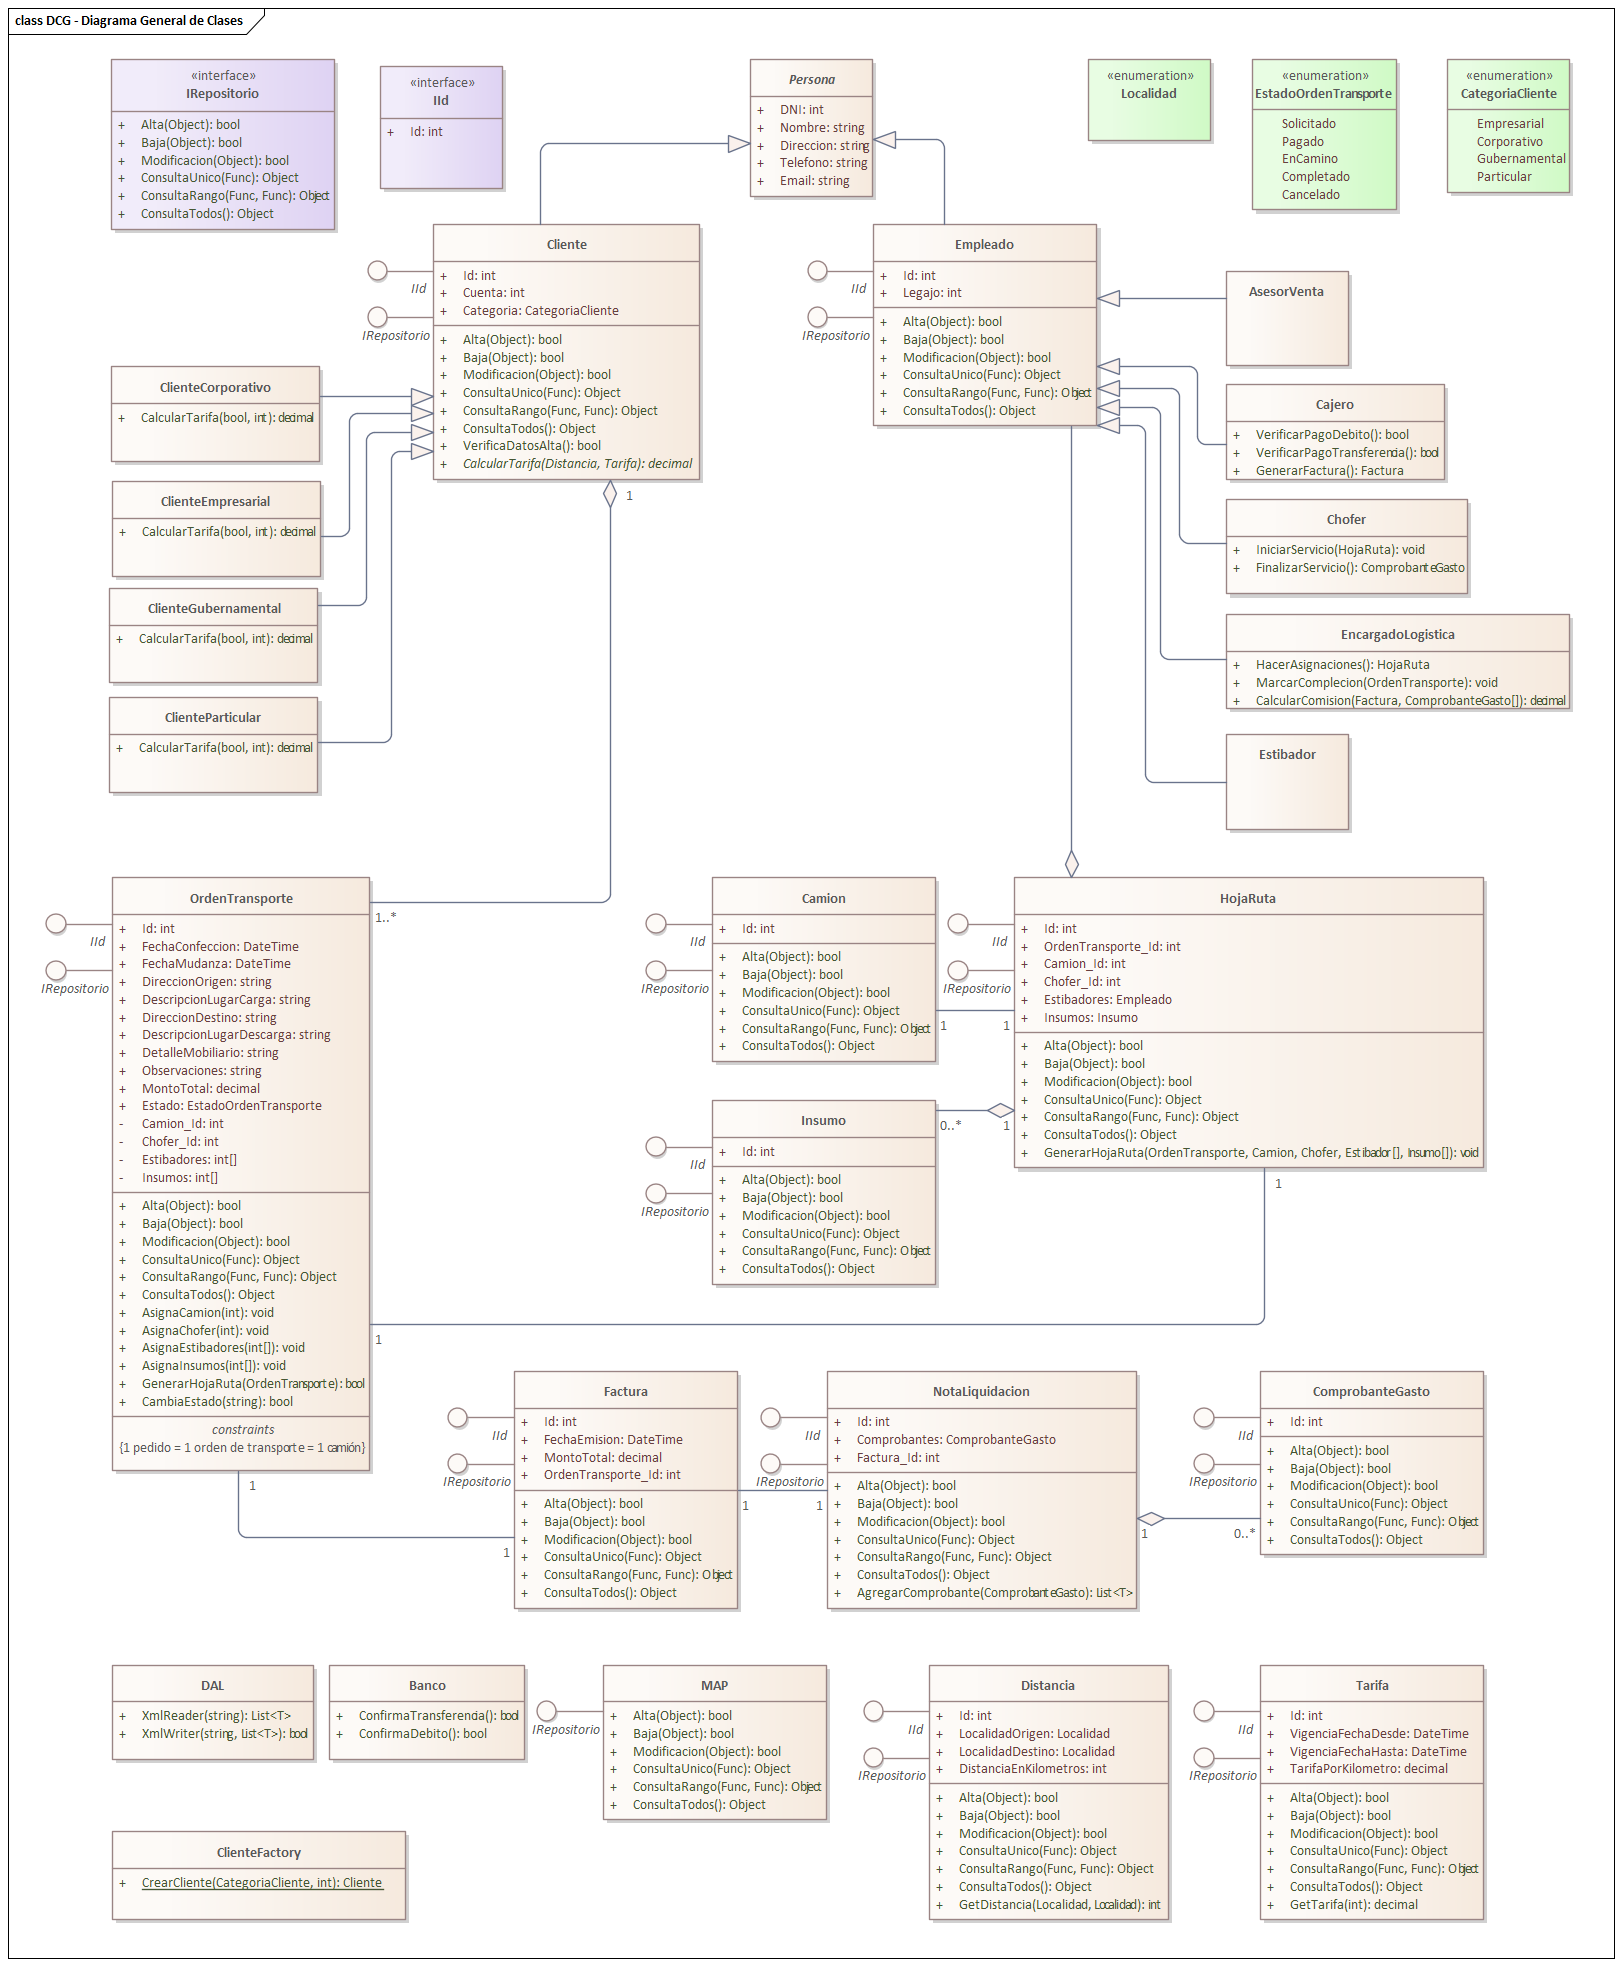 class DCG - Diagrama General de Clases
«interface»
IRepositorio
+ Alta(Object): bool
+ Baja(Object): bool
+ Modificacion(Object): bool
+ ConsultaUnico(Func): Object
+ ConsultaRango(Func, Func): Object
+ ConsultaTodos(): Object
«interface»
IId
+ Id: int
Persona
+ DNI: int
+ Nombre: string
+ Direccion: string
+ Telefono: string
+ Email: string
«enumeration»
Localidad
«enumeration»
EstadoOrdenTransporte
Solicitado
Pagado
EnCamino
Completado
Cancelado
«enumeration»
CategoriaCliente
Empresarial
Corporativo
Gubernamental
Particular
Cliente
+ Id: int
+ Cuenta: int
+ Categoria: CategoriaCliente
+ Alta(Object): bool
+ Baja(Object): bool
+ Modificacion(Object): bool
+ ConsultaUnico(Func): Object
+ ConsultaRango(Func, Func): Object
+ ConsultaTodos(): Object
+ VerificaDatosAlta(): bool
+ CalcularTarifa(Distancia, Tarifa): decimal
IId
IRepositorio
1
Empleado
+ Id: int
+ Legajo: int
+ Alta(Object): bool
+ Baja(Object): bool
+ Modificacion(Object): bool
+ ConsultaUnico(Func): Object
+ ConsultaRango(Func, Func): Object
+ ConsultaTodos(): Object
IId
IRepositorio
AsesorVenta
Cajero
+ VerificarPagoDebito(): bool
+ VerificarPagoTransferencia(): bool
+ GenerarFactura(): Factura
Chofer
+ IniciarServicio(HojaRuta): void
+ FinalizarServicio(): ComprobanteGasto
EncargadoLogistica
+ HacerAsignaciones(): HojaRuta
+ MarcarComplecion(OrdenTransporte): void
+ CalcularComision(Factura, ComprobanteGasto[]): decimal
Estibador
ClienteCorporativo
+ CalcularTarifa(bool, int): decimal
ClienteEmpresarial
+ CalcularTarifa(bool, int): decimal
ClienteGubernamental
+ CalcularTarifa(bool, int): decimal
ClienteParticular
+ CalcularTarifa(bool, int): decimal
OrdenTransporte
+ Id: int
+ FechaConfeccion: DateTime
+ FechaMudanza: DateTime
+ DireccionOrigen: string
+ DescripcionLugarCarga: string
+ DireccionDestino: string
+ DescripcionLugarDescarga: string
+ DetalleMobiliario: string
+ Observaciones: string
+ MontoTotal: decimal
+ Estado: EstadoOrdenTransporte
- Camion_Id: int
- Chofer_Id: int
- Estibadores: int[]
- Insumos: int[]
+ Alta(Object): bool
+ Baja(Object): bool
+ Modificacion(Object): bool
+ ConsultaUnico(Func): Object
+ ConsultaRango(Func, Func): Object
+ ConsultaTodos(): Object
+ AsignaCamion(int): void
+ AsignaChofer(int): void
+ AsignaEstibadores(int[]): void
+ AsignaInsumos(int[]): void
+ GenerarHojaRuta(OrdenTransporte): bool
+ CambiaEstado(string): bool
constraints
{1 pedido = 1 orden de transporte = 1 camión}
IId
IRepositorio
1..*
1
1
Camion
+ Id: int
+ Alta(Object): bool
+ Baja(Object): bool
+ Modificacion(Object): bool
+ ConsultaUnico(Func): Object
+ ConsultaRango(Func, Func): Object
+ ConsultaTodos(): Object
IId
IRepositorio
1
1
HojaRuta
+ Id: int
+ OrdenTransporte_Id: int
+ Camion_Id: int
+ Chofer_Id: int
+ Estibadores: Empleado
+ Insumos: Insumo
+ Alta(Object): bool
+ Baja(Object): bool
+ Modificacion(Object): bool
+ ConsultaUnico(Func): Object
+ ConsultaRango(Func, Func): Object
+ ConsultaTodos(): Object
+ GenerarHojaRuta(OrdenTransporte, Camion, Chofer, Estibador[], Insumo[]): void
IId
IRepositorio
1
Insumo
+ Id: int
+ Alta(Object): bool
+ Baja(Object): bool
+ Modificacion(Object): bool
+ ConsultaUnico(Func): Object
+ ConsultaRango(Func, Func): Object
+ ConsultaTodos(): Object
IId
IRepositorio
0..*
1
Factura
+ Id: int
+ FechaEmision: DateTime
+ MontoTotal: decimal
+ OrdenTransporte_Id: int
+ Alta(Object): bool
+ Baja(Object): bool
+ Modificacion(Object): bool
+ ConsultaUnico(Func): Object
+ ConsultaRango(Func, Func): Object
+ ConsultaTodos(): Object
IId
IRepositorio
1
1
1
NotaLiquidacion
+ Id: int
+ Comprobantes: ComprobanteGasto
+ Factura_Id: int
+ Alta(Object): bool
+ Baja(Object): bool
+ Modificacion(Object): bool
+ ConsultaUnico(Func): Object
+ ConsultaRango(Func, Func): Object
+ ConsultaTodos(): Object
+ AgregarComprobante(ComprobanteGasto): List<T>
IId
IRepositorio
1
0..*
ComprobanteGasto
+ Id: int
+ Alta(Object): bool
+ Baja(Object): bool
+ Modificacion(Object): bool
+ ConsultaUnico(Func): Object
+ ConsultaRango(Func, Func): Object
+ ConsultaTodos(): Object
IId
IRepositorio
DAL
+ XmlReader(string): List<T>
+ XmlWriter(string, List<T>): bool
Banco
+ ConfirmaTransferencia(): bool
+ ConfirmaDebito(): bool
MAP
+ Alta(Object): bool
+ Baja(Object): bool
+ Modificacion(Object): bool
+ ConsultaUnico(Func): Object
+ ConsultaRango(Func, Func): Object
+ ConsultaTodos(): Object
IRepositorio
Distancia
+ Id: int
+ LocalidadOrigen: Localidad
+ LocalidadDestino: Localidad
+ DistanciaEnKilometros: int
+ Alta(Object): bool
+ Baja(Object): bool
+ Modificacion(Object): bool
+ ConsultaUnico(Func): Object
+ ConsultaRango(Func, Func): Object
+ ConsultaTodos(): Object
+ GetDistancia(Localidad, Localidad): int
IId
IRepositorio
Tarifa
+ Id: int
+ VigenciaFechaDesde: DateTime
+ VigenciaFechaHasta: DateTime
+ TarifaPorKilometro: decimal
+ Alta(Object): bool
+ Baja(Object): bool
+ Modificacion(Object): bool
+ ConsultaUnico(Func): Object
+ ConsultaRango(Func, Func): Object
+ ConsultaTodos(): Object
+ GetTarifa(int): decimal
IId
IRepositorio
ClienteFactory
+ CrearCliente(CategoriaCliente, int): Cliente